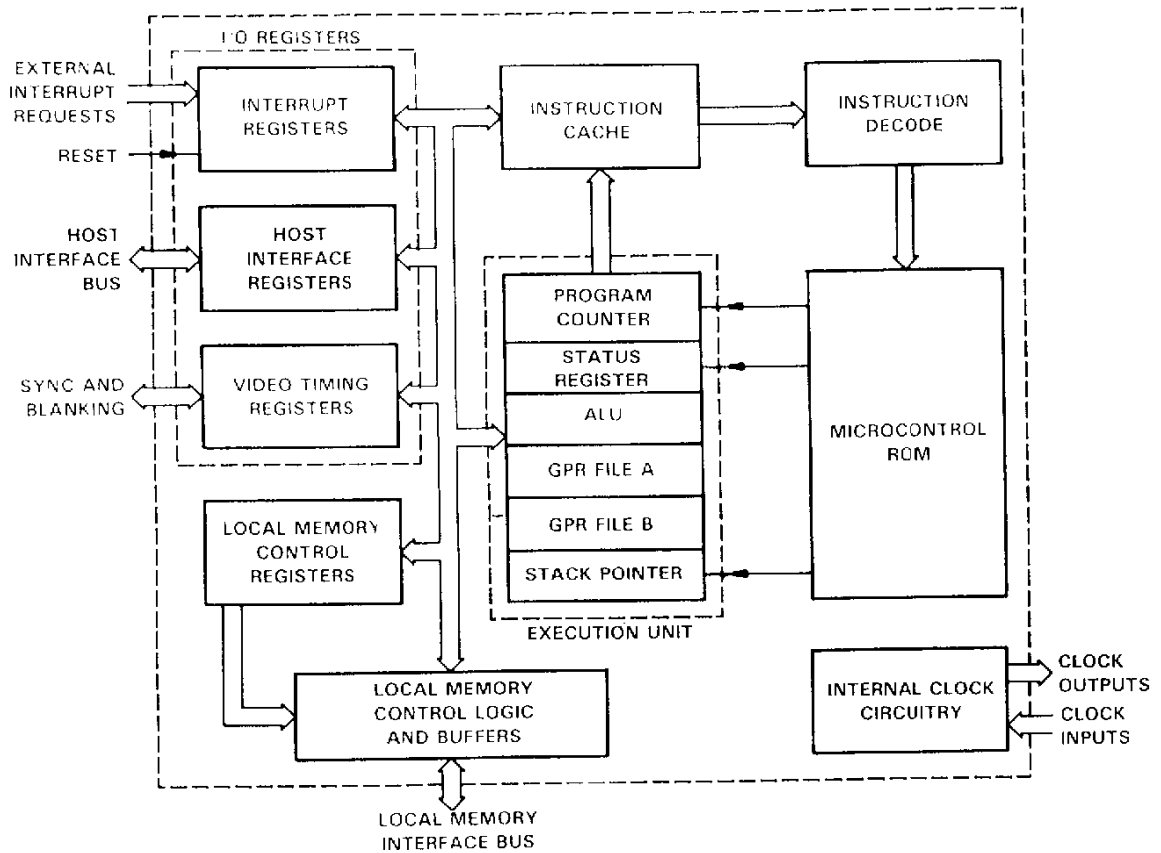 I/O REGISTERS
EXTERNAL
INTERRUPT
REQUESTS
RESET
INTERRUPT
REGISTERS
HOST
INTERFACE
BUS
HOST
INTERFACE
REGISTERS
SYNC AND
BLANKING
VIDEO TIMING
REGISTERS
LOCAL MEMORY
CONTROL
REGISTERS
LOCAL MEMORY
CONTROL LOGIC
AND BUFFERS
LOCAL MEMORY
INTERFACE BUS
INSTRUCTION
CACHE
INSTRUCTION
DECODE
PROGRAM
COUNTER
STATUS
REGISTER
ALU
GPR FILE A
GPR FILE B
STACK POINTER
EXECUTION UNIT
MICROCONTROL
ROM
INTERNAL CLOCK
CIRCUITRY
CLOCK
OUTPUTS
CLOCK
INPUTS